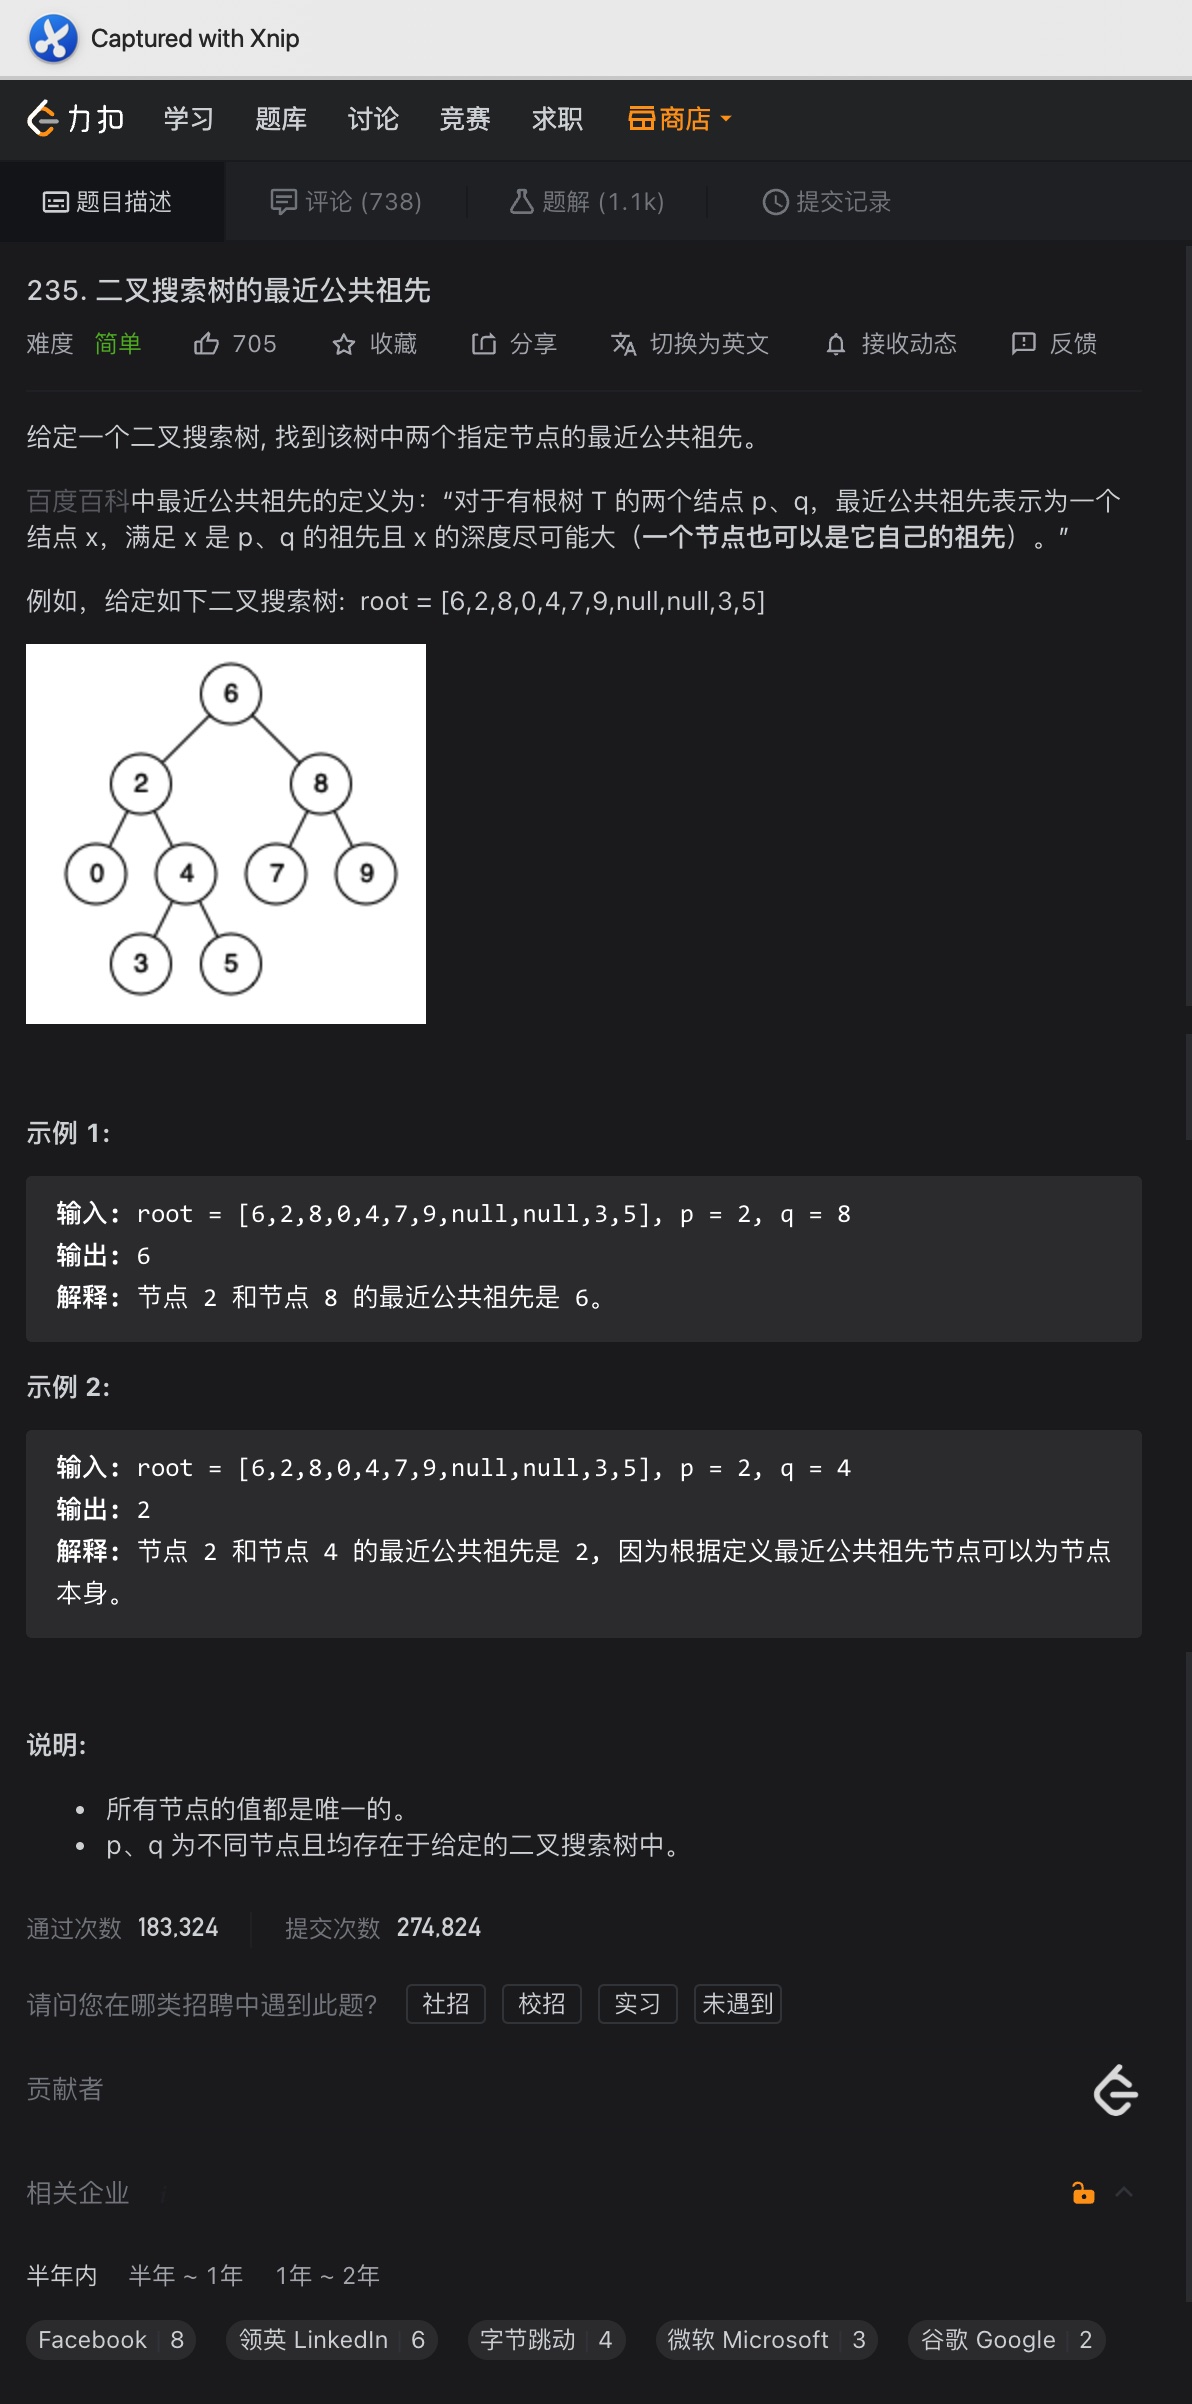 Captured with Xnip
力扣 学习 题库 讨论 竞赛 求职 商店
题目描述 评论 (738) 题解 (1.1k) 提交记录
235. 二叉搜索树的最近公共祖先
难度 简单 705 收藏 分享 切换为英文 接收动态 反馈
给定一个二叉搜索树, 找到该树中两个指定节点的最近公共祖先。
百度百科中最近公共祖先的定义为：“对于有根树 T 的两个结点 p、q，最近公共祖先表示为一个
结点 x，满足 x 是 p、q 的祖先且 x 的深度尽可能大（一个节点也可以是它自己的祖先）。”
例如，给定如下二叉搜索树: root = [6,2,8,0,4,7,9,null,null,3,5]
6
2 8
0 4 7 9
3 5
示例 1:
输入: root = [6,2,8,0,4,7,9,null,null,3,5], p = 2, q = 8
输出: 6
解释: 节点 2 和节点 8 的最近公共祖先是 6。
示例 2:
输入: root = [6,2,8,0,4,7,9,null,null,3,5], p = 2, q = 4
输出: 2
解释: 节点 2 和节点 4 的最近公共祖先是 2, 因为根据定义最近公共祖先节点可以为节点
本身。
说明:
• 所有节点的值都是唯一的。
• p、q 为不同节点且均存在于给定的二叉搜索树中。
通过次数 183,324 提交次数 274,824
请问您在哪类招聘中遇到此题? 社招 校招 实习 未遇到
贡献者
相关企业
半年内 半年 ~ 1年 1年 ~ 2年
Facebook 8 领英 LinkedIn 6 字节跳动 4 微软 Microsoft 3 谷歌 Google 2